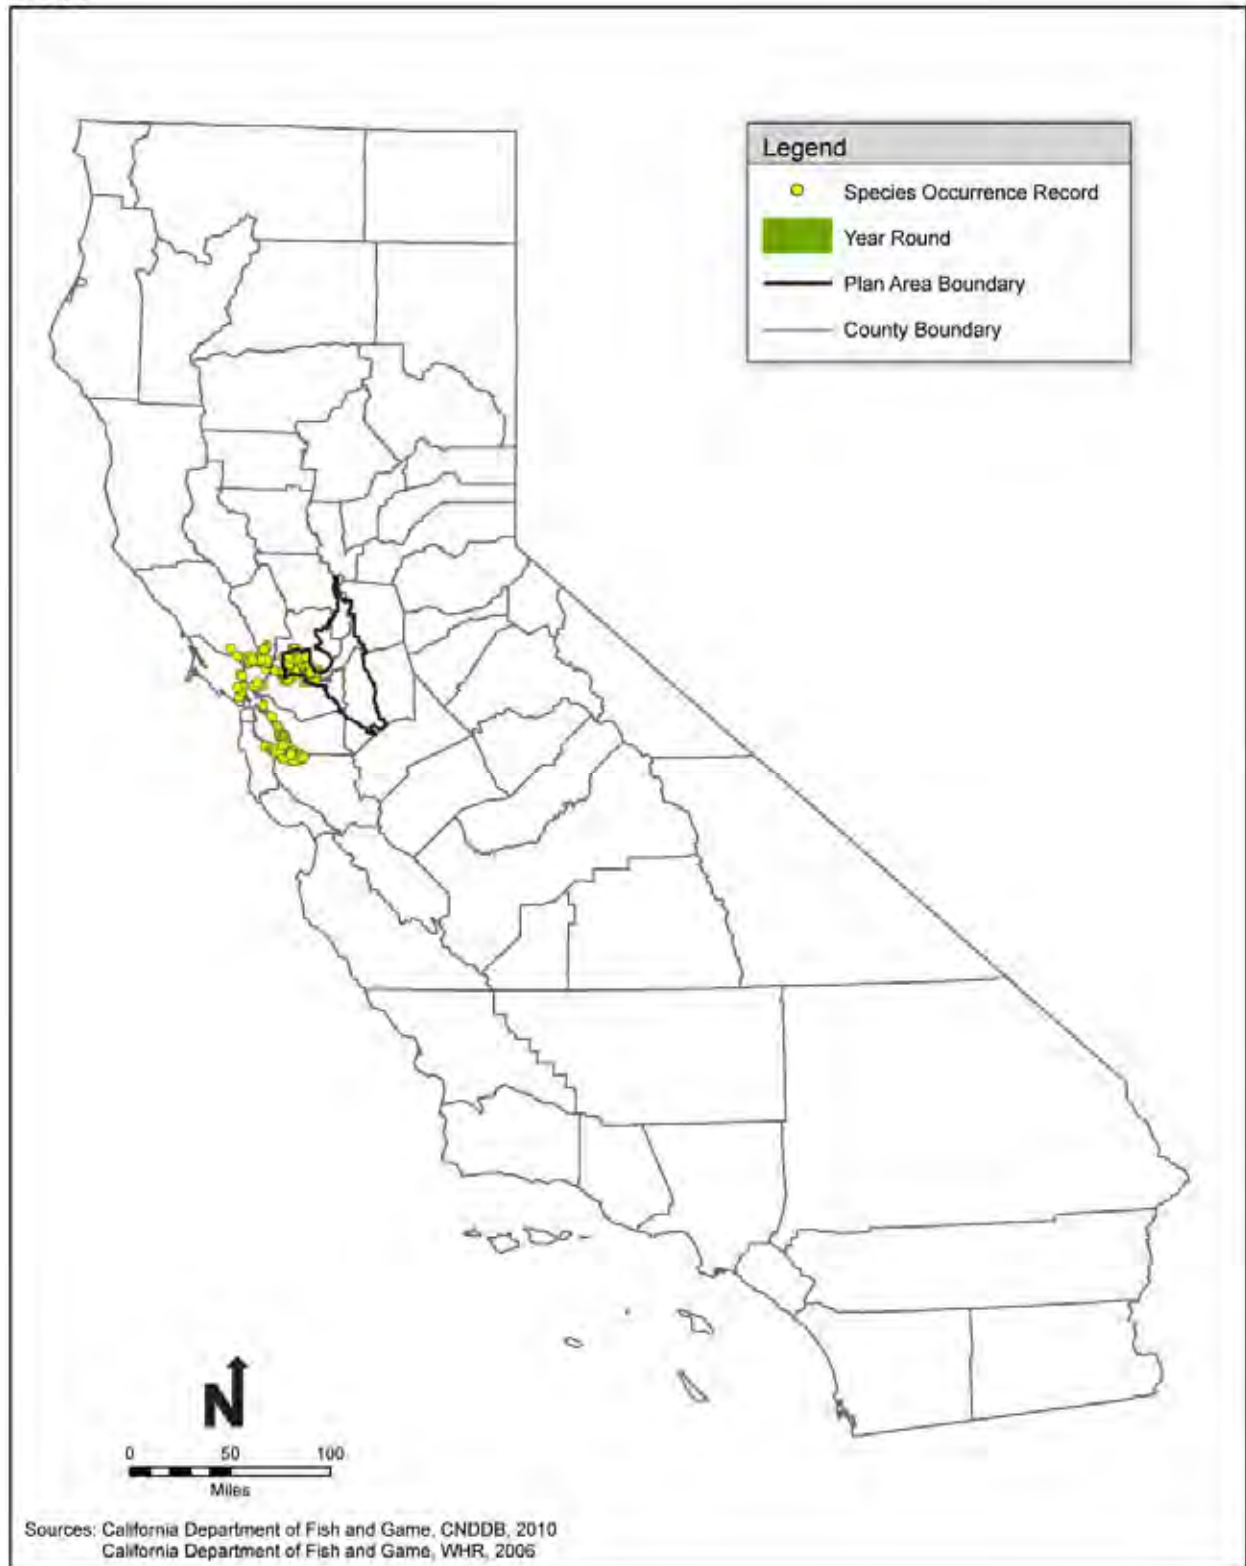 Legend
Species Occurrence Record
Year Round
Plan Area Boundary
County Boundary
N
0 50 100
Miles
Sources: California Department of Fish and Game, CNDDB, 2010
California Department of Fish and Game, WHR, 2006